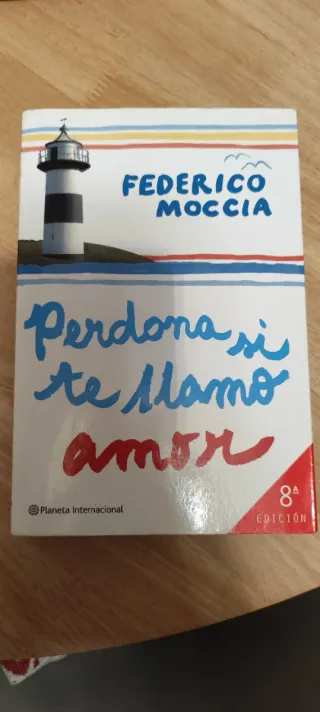 FEDERICO
MOCCIA
Perdona si
te llamo
amor
Planeta Internacional
8ª
EDICIÓN